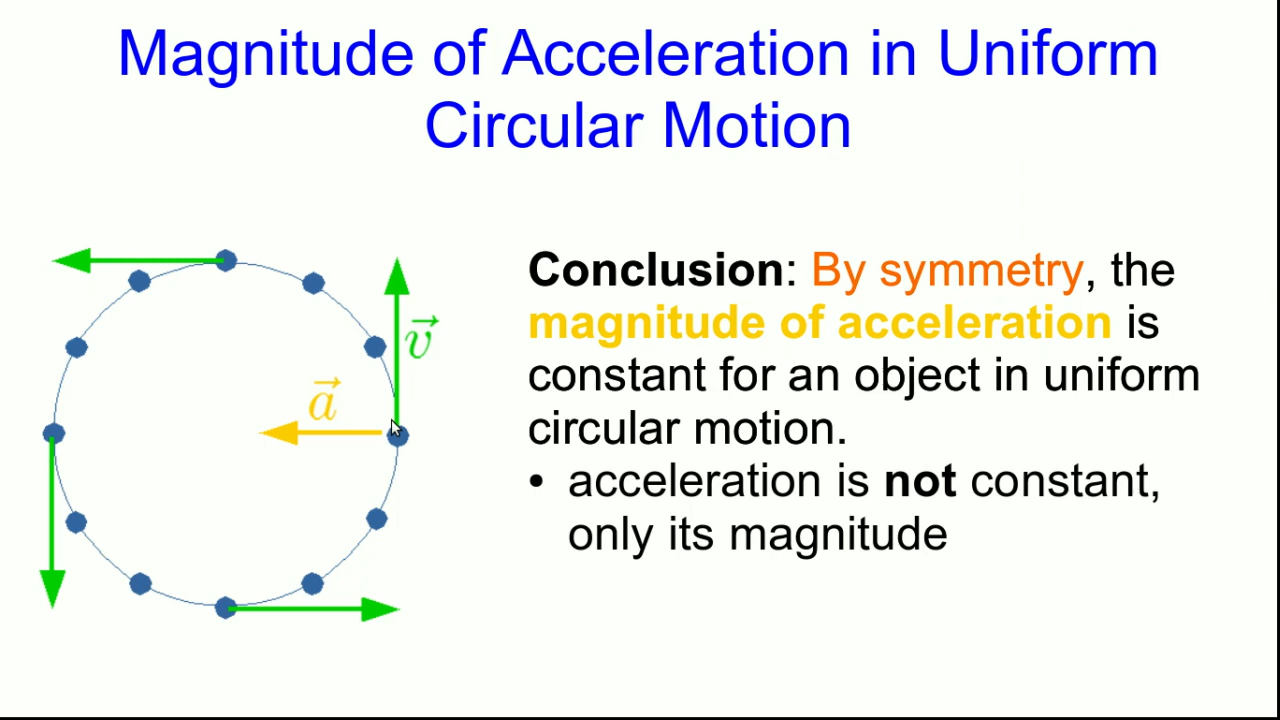 Magnitude of Acceleration in Uniform
Circular Motion
Conclusion: By symmetry, the
magnitude of acceleration is
constant for an object in uniform
circular motion.
• acceleration is not constant,
only its magnitude
v⃗
a⃗